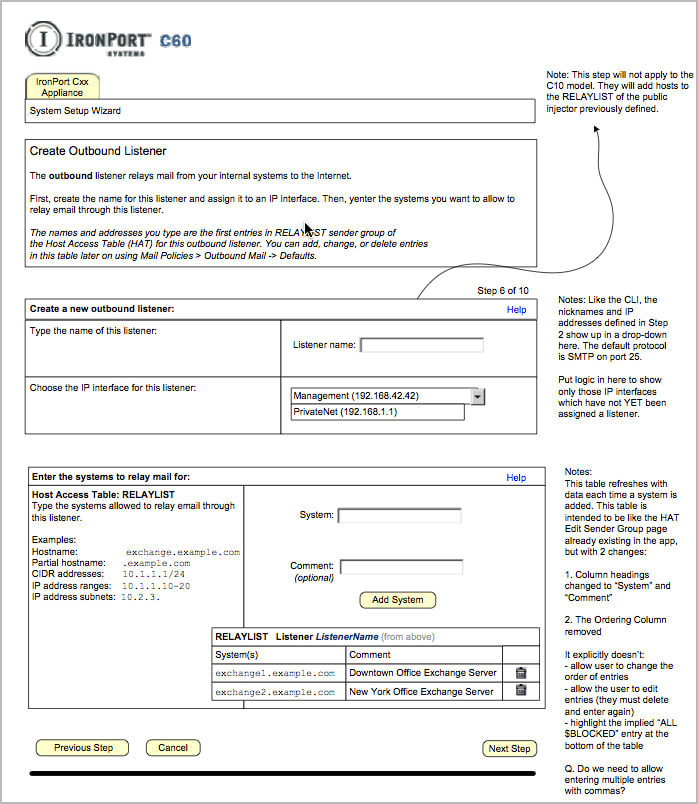 IRONPORT C60
SYSTEMS
IronPort Cxx
Appliance
System Setup Wizard
Note: This step will not apply to the
C10 model. They will add hosts to
the RELAYLIST of the public
injector previously defined.
Create Outbound Listener
The outbound listener relays mail from your internal systems to the Internet.
First, create the name for this listener and assign it to an IP interface. Then, yenter the systems you want to allow to
relay email through this listener.
The names and addresses you type are the first entries in RELAYLIST sender group of
the Host Access Table (HAT) for this outbound listener. You can add, change, or delete entries
in this table later on using Mail Policies > Outbound Mail -> Defaults.
Step 6 of 10
Create a new outbound listener: Help
Type the name of this listener:
Listener name:
Choose the IP interface for this listener:
Management (192.168.42.42)
PrivateNet (192.168.1.1)
Notes: Like the CLI, the
nicknames and IP
addresses defined in Step
2 show up in a drop-down
here. The default protocol
is SMTP on port 25.
Put logic in here to show
only those IP interfaces
which have not YET been
assigned a listener.
Enter the systems to relay mail for: Help
Host Access Table: RELAYLIST
Type the systems allowed to relay email through
this listener.
Examples:
Hostname: exchange.example.com
Partial hostname: .example.com
CIDR addresses: 10.1.1.1/24
IP address ranges: 10.1.1.10-20
IP address subnets: 10.2.3.
System:
Comment:
(optional)
Add System
RELAYLIST Listener ListenerName (from above)
System(s) Comment
exchange1.example.com Downtown Office Exchange Server
exchange2.example.com New York Office Exchange Server
Notes:
This table refreshes with
data each time a system is
added. This table is
intended to be like the HAT
Edit Sender Group page
already existing in the app,
but with 2 changes:
1. Column headings
changed to “System” and
“Comment”
2. The Ordering Column
removed
It explicitly doesn’t:
- allow user to change the
order of entries
- allow the user to edit
entries (they must delete
and enter again)
- highlight the implied “ALL
$BLOCKED” entry at the
bottom of the table
Q. Do we need to allow
entering multiple entries
with commas?
Previous Step
Cancel
Next Step